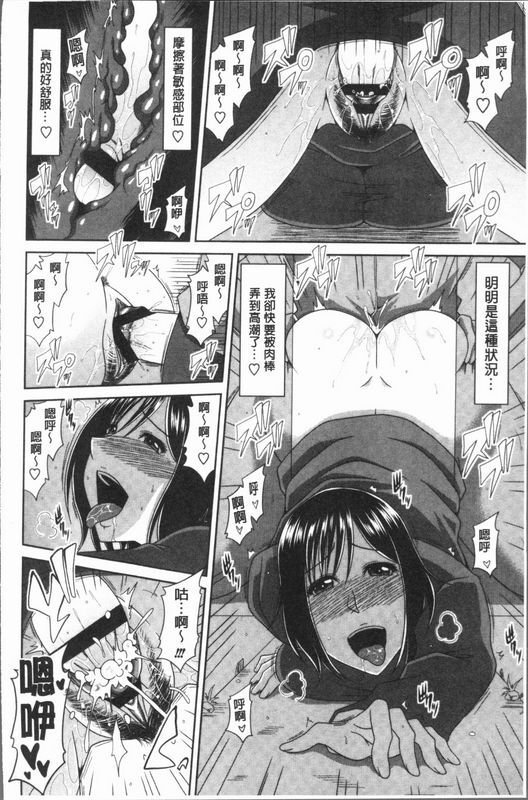 呼啊～
啊～♡
啊～啊～
啊～♡
摩擦著敏感部位
…♡
嗯啊～♡
真的好舒服…♡
啊咿～♡
明明是這種狀況…
我卻快要被肉棒
弄到高潮了…♡
嗯啊～
呼唔～♡
啊～
啊啊～♡
嗯呼～
呼～
啊啊～♡
呼啊～♡
啊～啊～♡
嗯呼～
嗯啊～♡
咕…啊～!!!
嗯咿